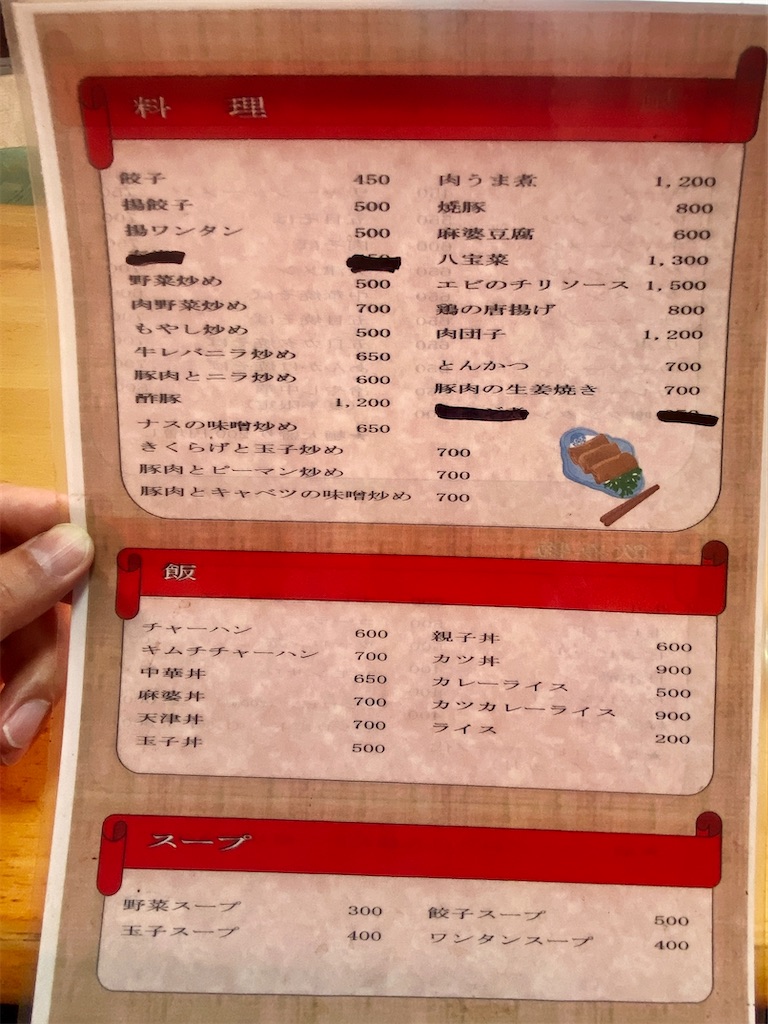 料 理
餃子 450
揚餃子 500
揚ワンタン 500
野菜炒め 500
肉野菜炒め 700
もやし炒め 500
牛レバニラ炒め 650
豚肉とニラ炒め 600
酢豚 1,200
ナスの味噌炒め 650
きくらげと玉子炒め 700
豚肉とピーマン炒め 700
豚肉とキャベツの味噌炒め 700
肉うま煮 1,200
焼豚 800
麻婆豆腐 600
八宝菜 1,300
エビのチリソース 1,500
鶏の唐揚げ 800
肉団子 1,200
とんかつ 700
豚肉の生姜焼き 700
飯
チャーハン 600
キムチチャーハン 700
中華丼 650
麻婆丼 700
天津丼 700
玉子丼 500
親子丼 600
カツ丼 900
カレーライス 500
カツカレーライス 900
ライス 200
スープ
野菜スープ 300
玉子スープ 400
餃子スープ 500
ワンタンスープ 400